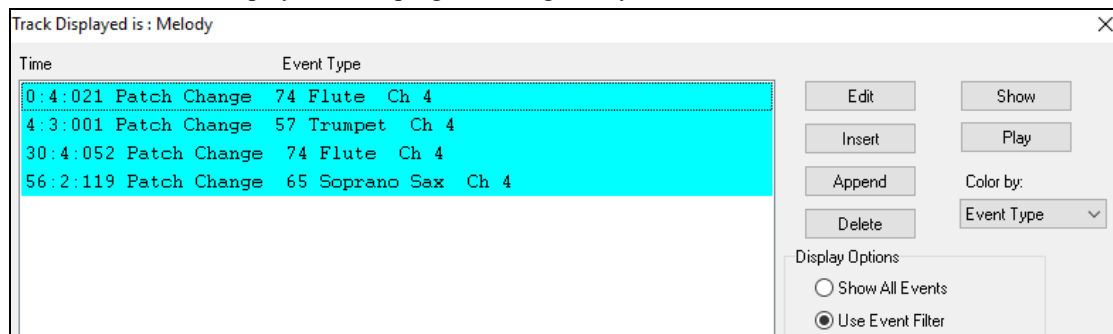 Track Displayed is : Melody
Time Event Type
0:4:021 Patch Change 74 Flute Ch 4
4:3:001 Patch Change 57 Trumpet Ch 4
30:4:052 Patch Change 74 Flute Ch 4
56:2:119 Patch Change 65 Soprano Sax Ch 4
Edit Show
Insert Play
Append Color by:
Delete Event Type
Display Options
Show All Events
Use Event Filter